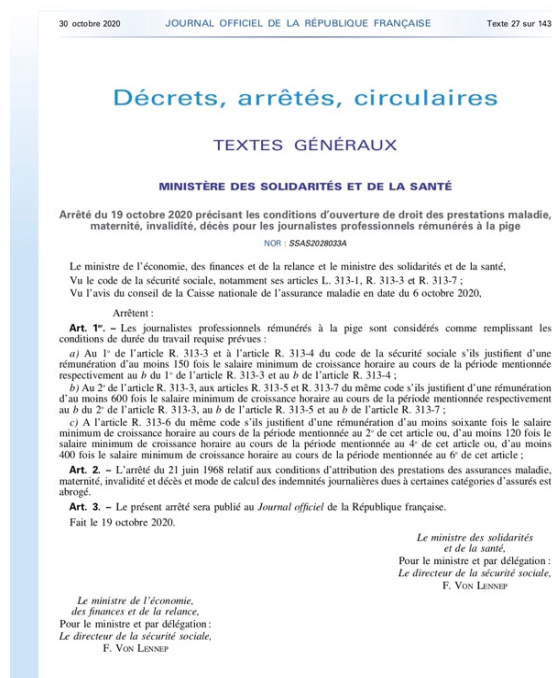 30 octobre 2020 JOURNAL OFFICIEL DE LA RÉPUBLIQUE FRANÇAISE Texte 27 sur 143
Décrets, arrêtés, circulaires
TEXTES GÉNÉRAUX
MINISTÈRE DES SOLIDARITÉS ET DE LA SANTÉ
Arrêté du 19 octobre 2020 précisant les conditions d'ouverture de droit des prestations maladie,
maternité, invalidité, décès pour les journalistes professionnels rémunérés à la pige
NOR : SSAS2028033A
Le ministre de l'économie, des finances et de la relance et le ministre des solidarités et de la santé,
Vu le code de la sécurité sociale, notamment ses articles L. 313-1, R. 313-3 et R. 313-7 ;
Vu l'avis du conseil de la Caisse nationale de l'assurance maladie en date du 6 octobre 2020,
Arrêtent :
Art. 1er. – Les journalistes professionnels rémunérés à la pige sont considérés comme remplissant les
conditions de durée du travail requise prévues :
a) Au 1° de l'article R. 313-3 et à l'article R. 313-4 du code de la sécurité sociale s'ils justifient d'une
rémunération d'au moins 150 fois le salaire minimum de croissance horaire au cours de la période mentionnée
respectivement au b du 1° de l'article R. 313-3 et au b de l'article R. 313-4 ;
b) Au 2° de l'article R. 313-3, aux articles R. 313-5 et R. 313-7 du même code s'ils justifient d'une rémunération
d'au moins 600 fois le salaire minimum de croissance horaire au cours de la période mentionnée respectivement
au b du 2° de l'article R. 313-3, au b de l'article R. 313-5 et au b de l'article R. 313-7 ;
c) A l'article R. 313-6 du même code s'ils justifient d'une rémunération d'au moins soixante fois le salaire
minimum de croissance horaire au cours de la période mentionnée au 2° de cet article ou, d'au moins 120 fois le
salaire minimum de croissance horaire au cours de la période mentionnée au 4° de cet article ou, d'au moins
400 fois le salaire minimum de croissance horaire au cours de la période mentionnée au 6° de cet article ;
Art. 2. – L'arrêté du 21 juin 1968 relatif aux conditions d'attribution des prestations des assurances maladie,
maternité, invalidité et décès et mode de calcul des indemnités journalières dues à certaines catégories d'assurés est
abrogé.
Art. 3. – Le présent arrêté sera publié au Journal officiel de la République française.
Fait le 19 octobre 2020.
Le ministre des solidarités
et de la santé,
Pour le ministre et par délégation :
Le directeur de la sécurité sociale,
F. VON LENNEP
Le ministre de l'économie,
des finances et de la relance,
Pour le ministre et par délégation :
Le directeur de la sécurité sociale,
F. VON LENNEP